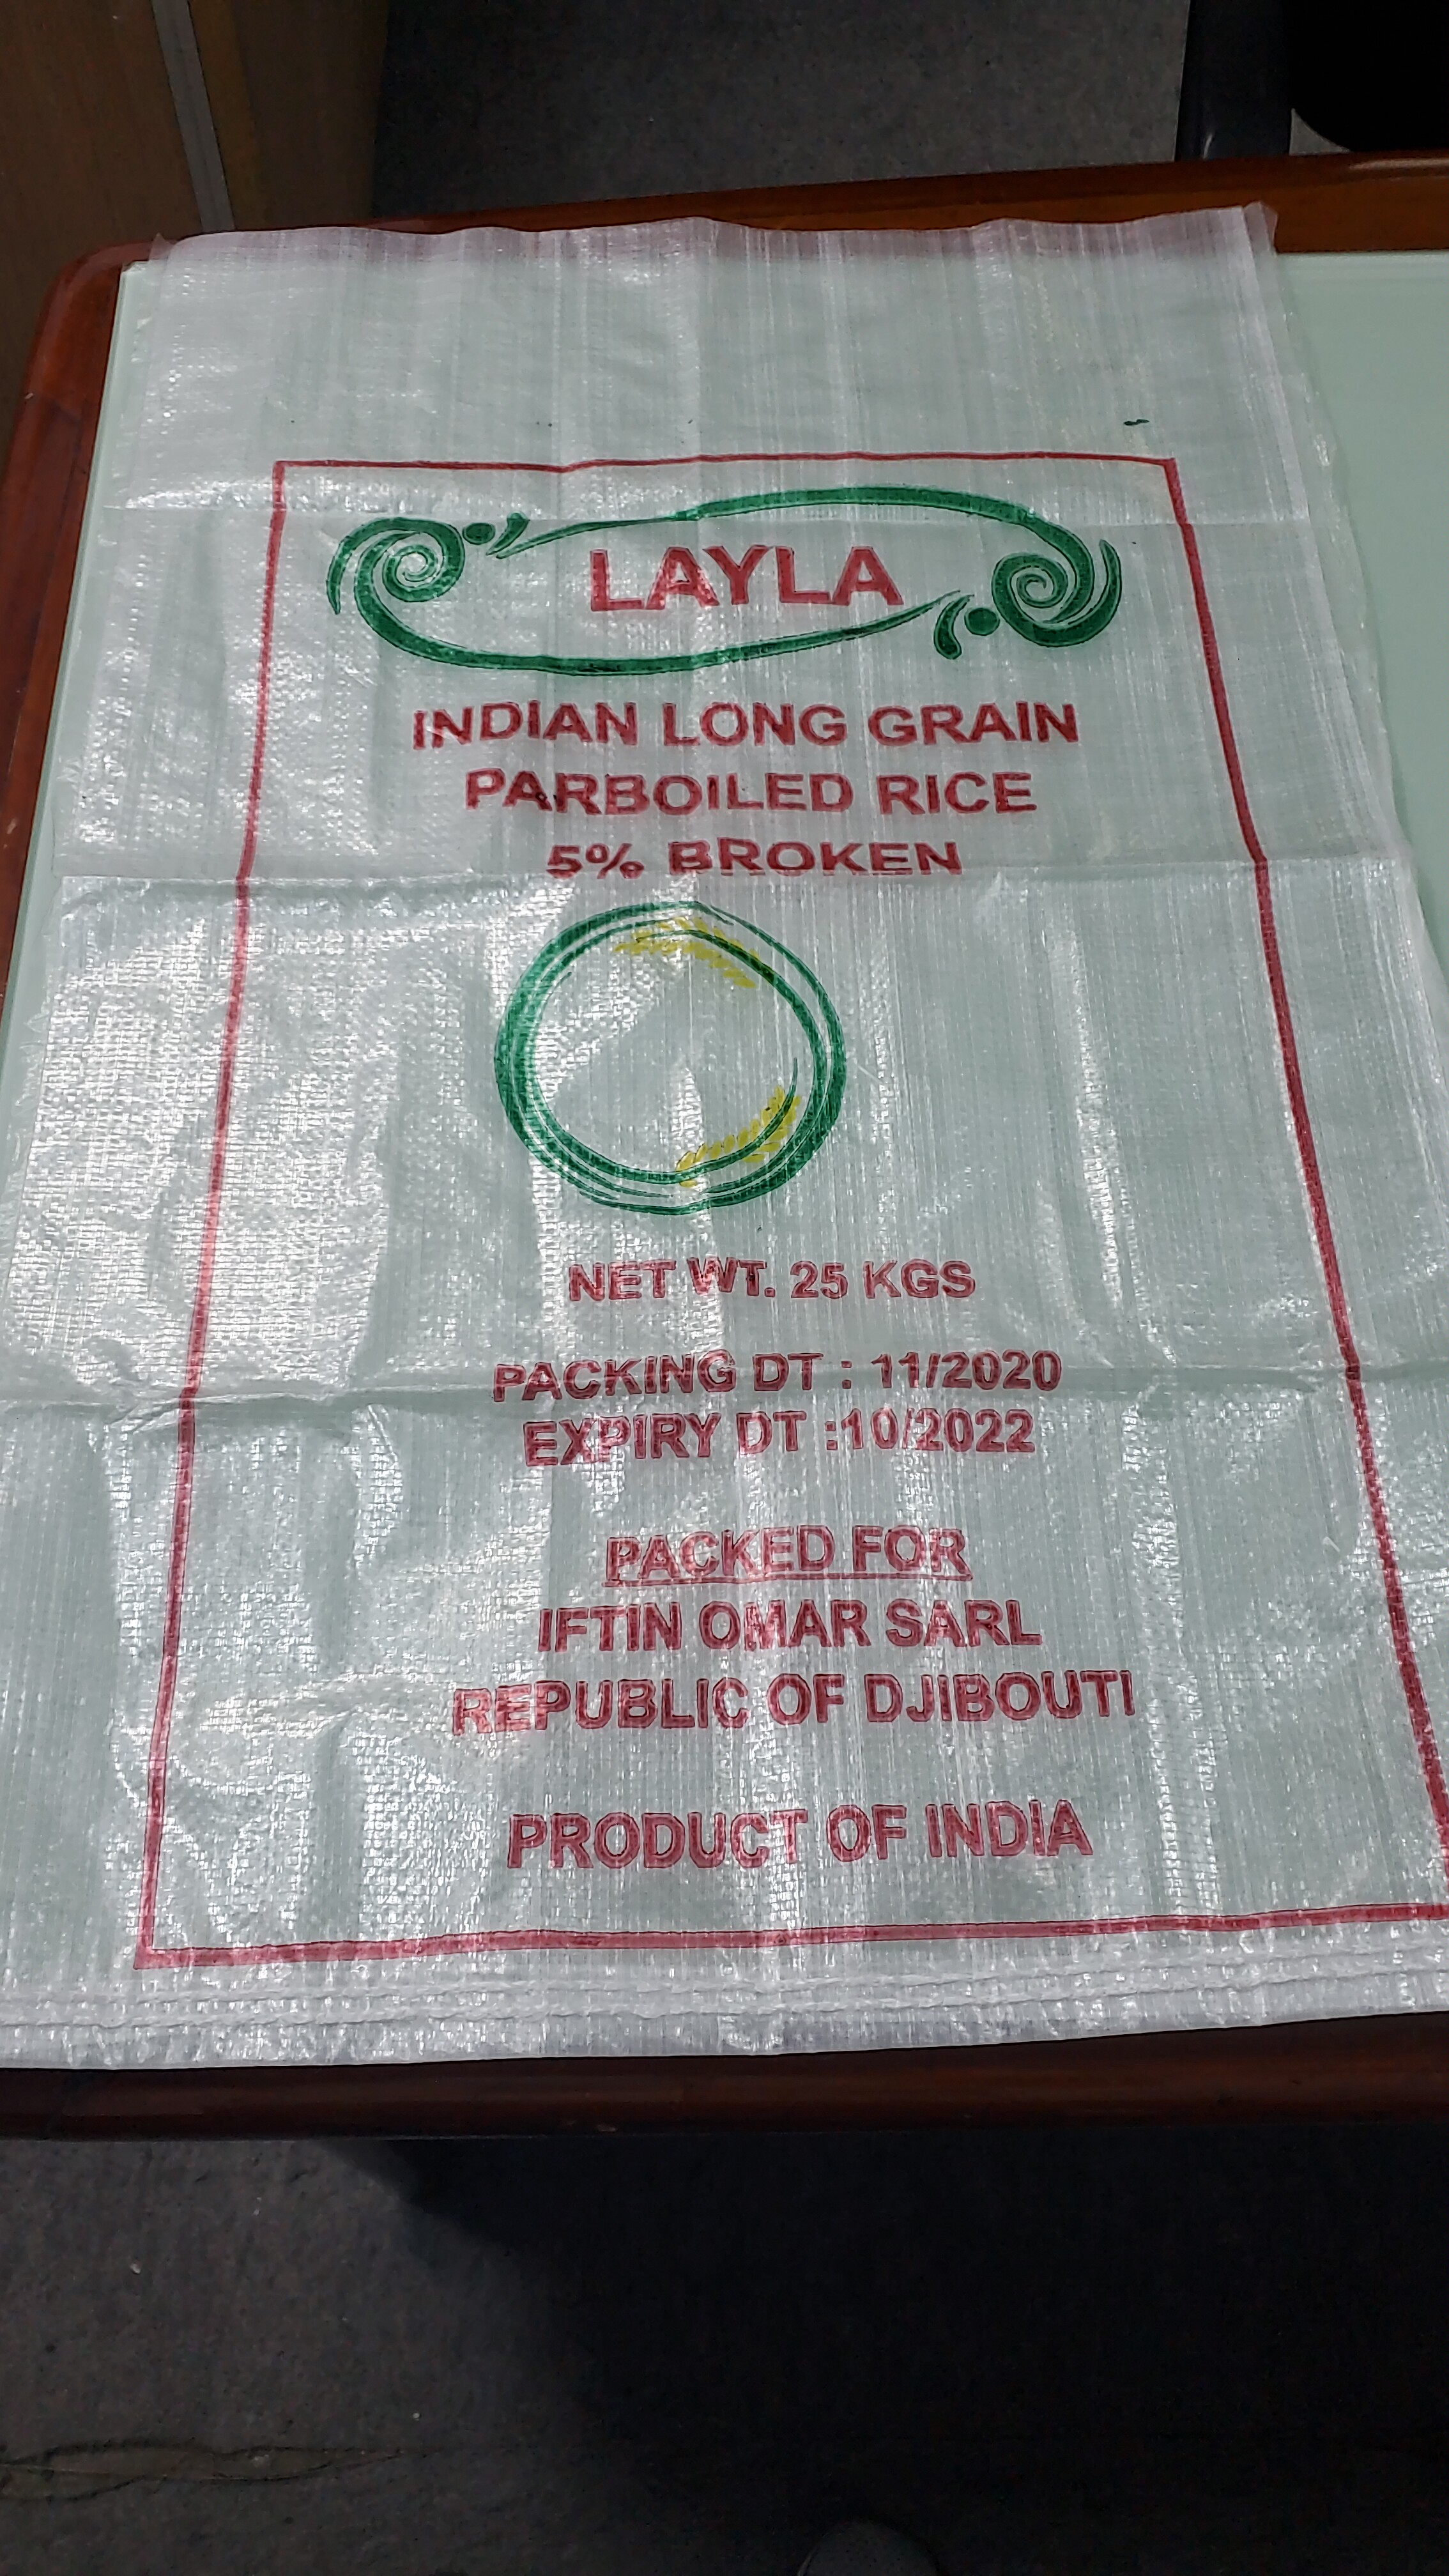 LAYLA
INDIAN LONG GRAIN
PARBOILED RICE
5% BROKEN
NET WT. 25 KGS
PACKING DT : 11/2020
EXPIRY DT :10/2022
PACKED FOR
IFTIN OMAR SARL
REPUBLIC OF DJIBOUTI
PRODUCT OF INDIA